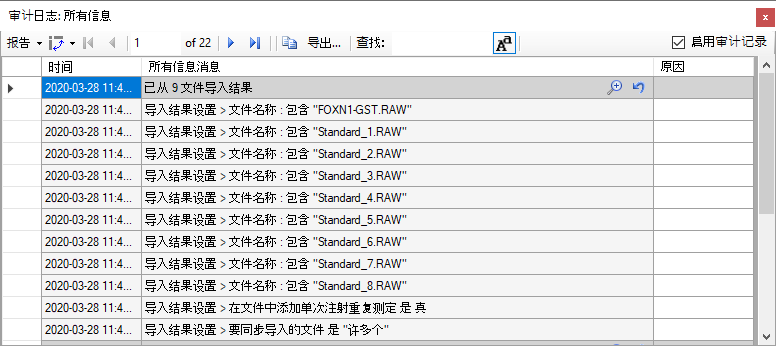 审计日志: 所有信息
报告 1 of 22 导出... 查找: Aa 启用审计记录
时间 所有信息消息 原因
2020-03-28 11:4... 已从 9 文件导入结果
2020-03-28 11:4... 导入结果设置 > 文件名称 : 包含 "FOXN1-GST.RAW"
2020-03-28 11:4... 导入结果设置 > 文件名称 : 包含 "Standard_1.RAW"
2020-03-28 11:4... 导入结果设置 > 文件名称 : 包含 "Standard_2.RAW"
2020-03-28 11:4... 导入结果设置 > 文件名称 : 包含 "Standard_3.RAW"
2020-03-28 11:4... 导入结果设置 > 文件名称 : 包含 "Standard_4.RAW"
2020-03-28 11:4... 导入结果设置 > 文件名称 : 包含 "Standard_5.RAW"
2020-03-28 11:4... 导入结果设置 > 文件名称 : 包含 "Standard_6.RAW"
2020-03-28 11:4... 导入结果设置 > 文件名称 : 包含 "Standard_7.RAW"
2020-03-28 11:4... 导入结果设置 > 文件名称 : 包含 "Standard_8.RAW"
2020-03-28 11:4... 导入结果设置 > 在文件中添加单次注射重复测定 是 真
2020-03-28 11:4... 导入结果设置 > 要同步导入的文件 是 "许多个"